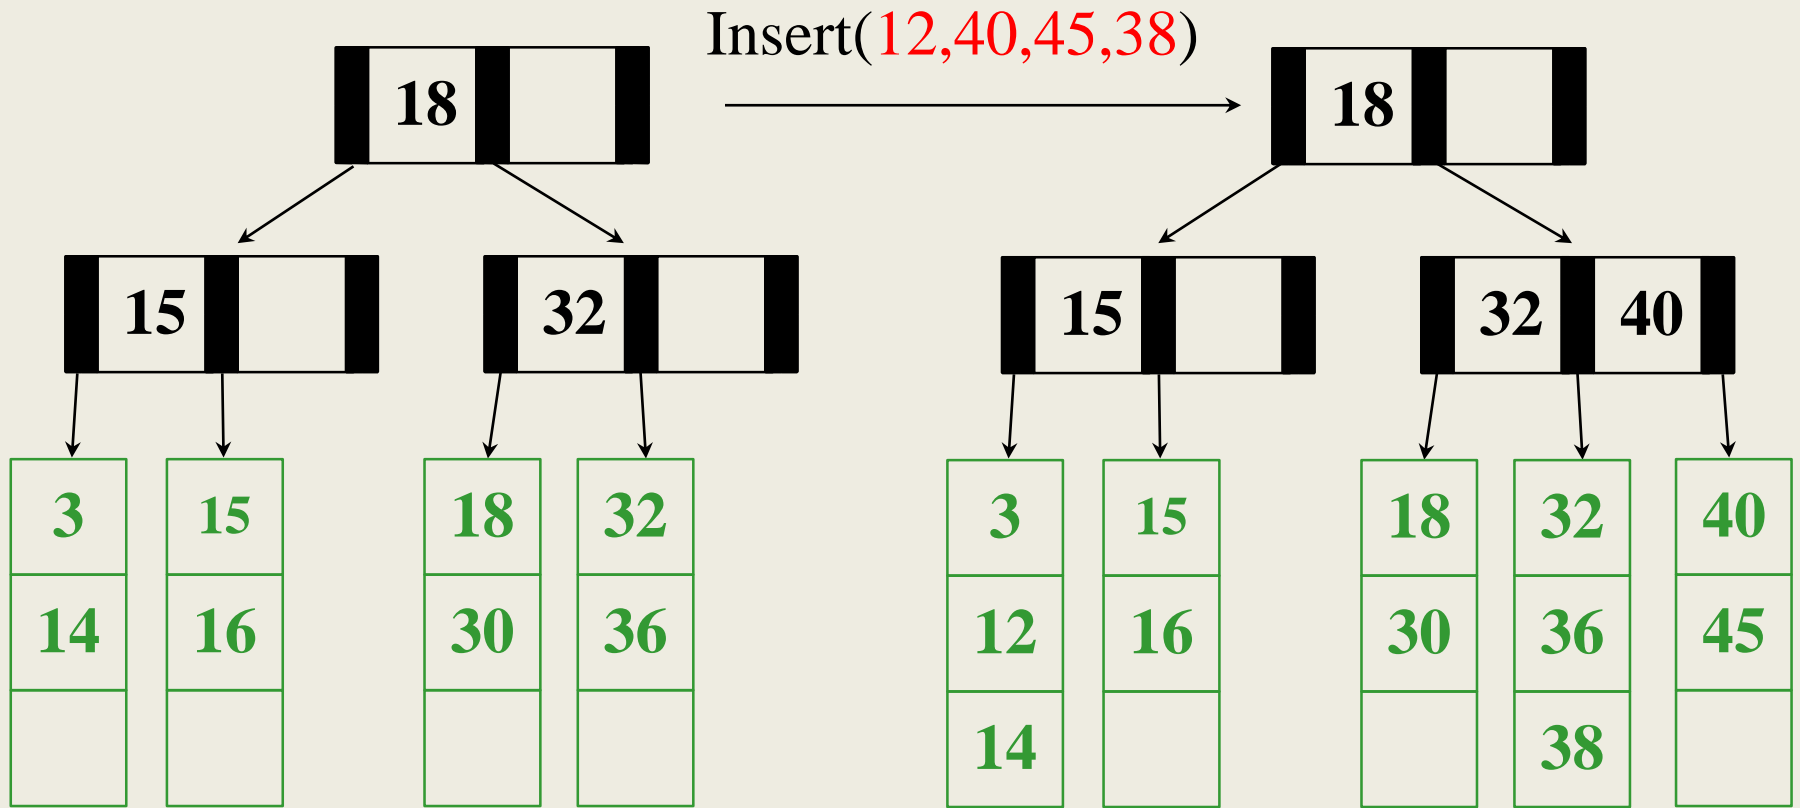 Insert(12,40,45,38)
18 18
15 32 15 32 40
3 15 18 32 3 15 18 32 40
14 16 30 36 12 16 30 36 45
14 38